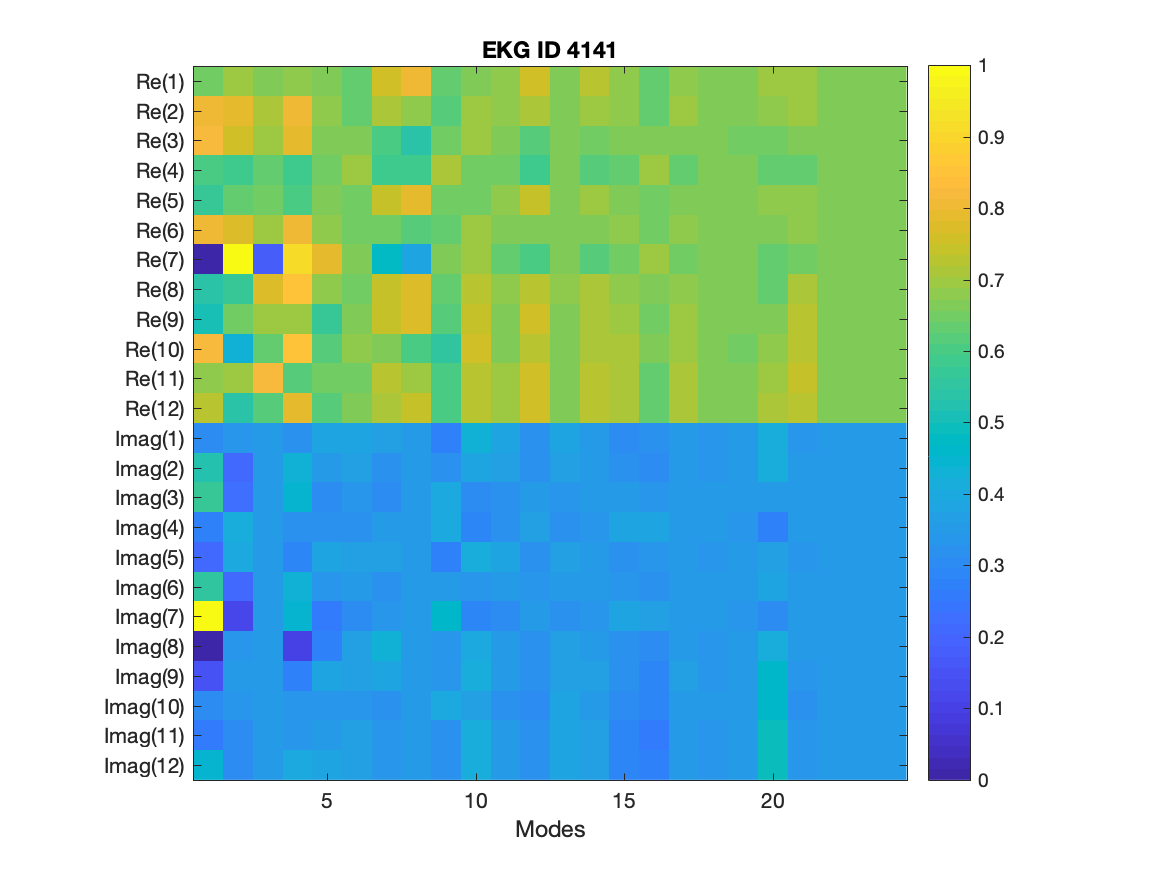 EKG ID 4141
Re(1)
Re(2)
Re(3)
Re(4)
Re(5)
Re(6)
Re(7)
Re(8)
Re(9)
Re(10)
Re(11)
Re(12)
Imag(1)
Imag(2)
Imag(3)
Imag(4)
Imag(5)
Imag(6)
Imag(7)
Imag(8)
Imag(9)
Imag(10)
Imag(11)
Imag(12)
5 10 15 20
Modes
1
0.9
0.8
0.7
0.6
0.5
0.4
0.3
0.2
0.1
0